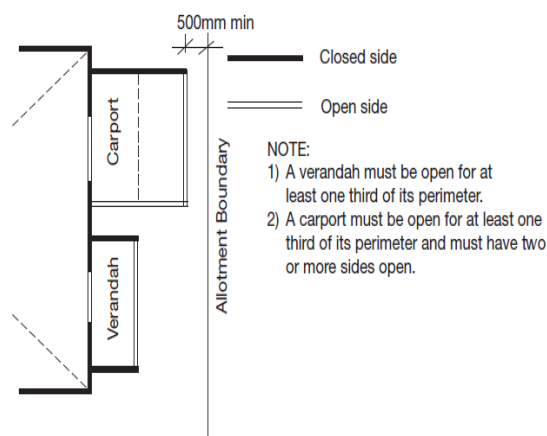 500mm min
Closed side
Open side
Carport
Verandah
Allotment Boundary
NOTE:
1) A verandah must be open for at
least one third of its perimeter.
2) A carport must be open for at least one
third of its perimeter and must have two
or more sides open.